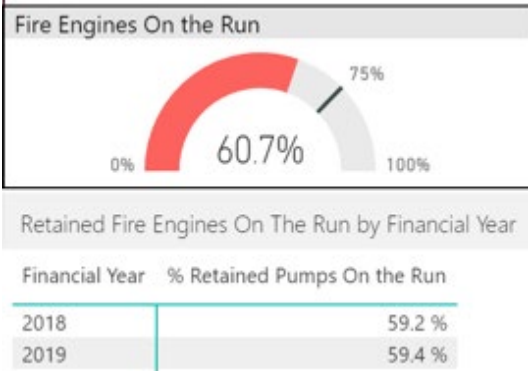 Fire Engines On the Run
75%
60.7%
0%
100%
Retained Fire Engines On The Run by Financial Year
Financial Year % Retained Pumps On the Run
2018 59.2 %
2019 59.4 %